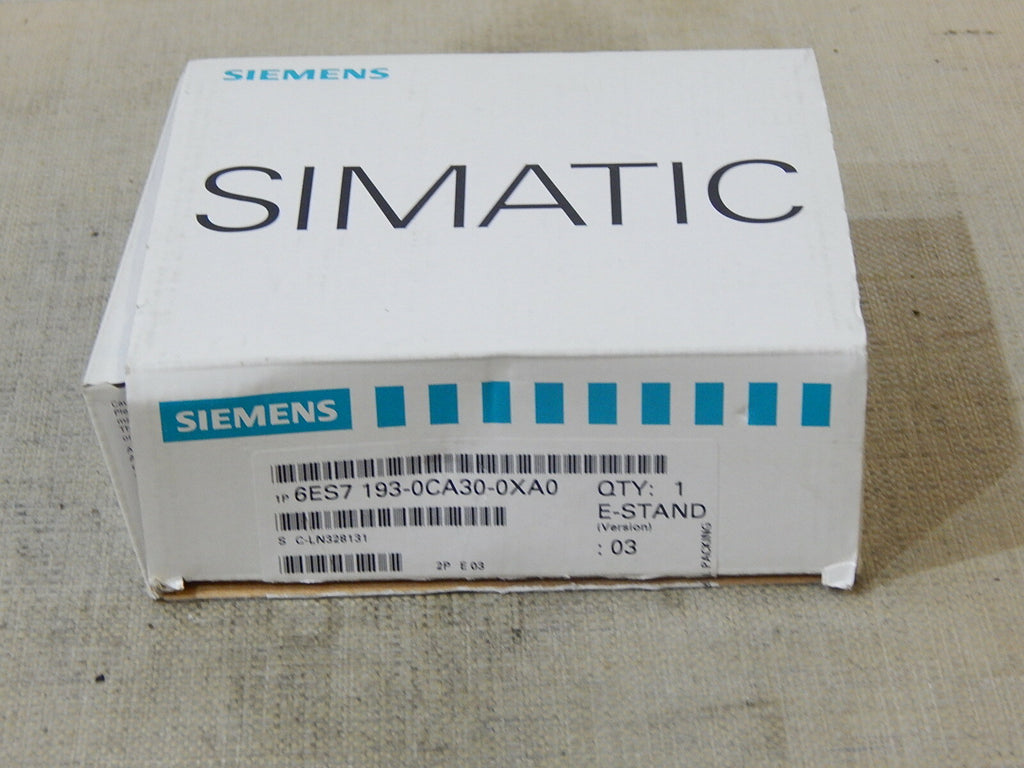 SIEMENS
SIMATIC
SIEMENS
1P 6ES7 193-0CA30-0XA0
QTY: 1
E-STAND
(Version)
: 03
S C-LN328131
2P E 03
PACKING